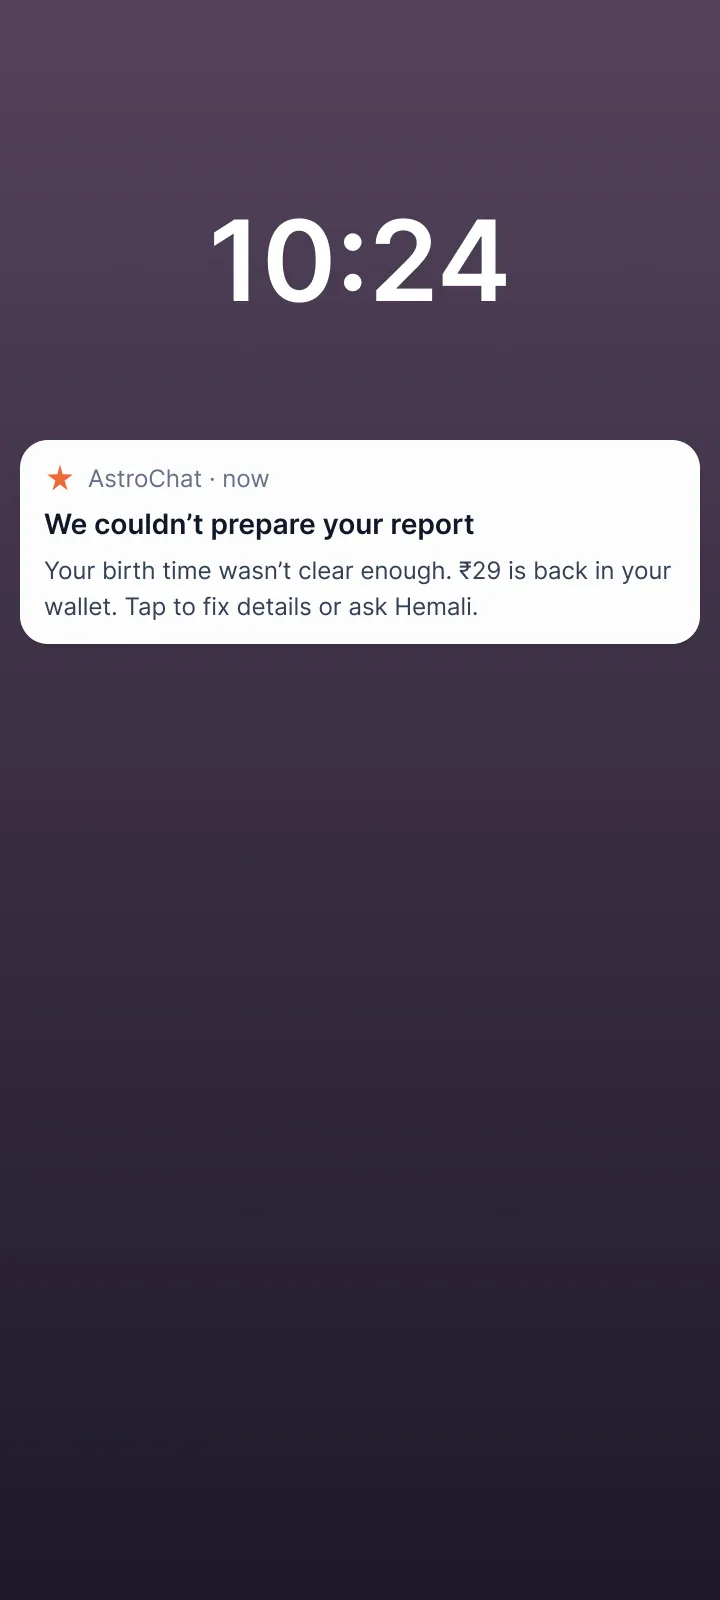 10:24
AstroChat · now
We couldn’t prepare your report
Your birth time wasn’t clear enough. ₹29 is back in your
wallet. Tap to fix details or ask Hemali.